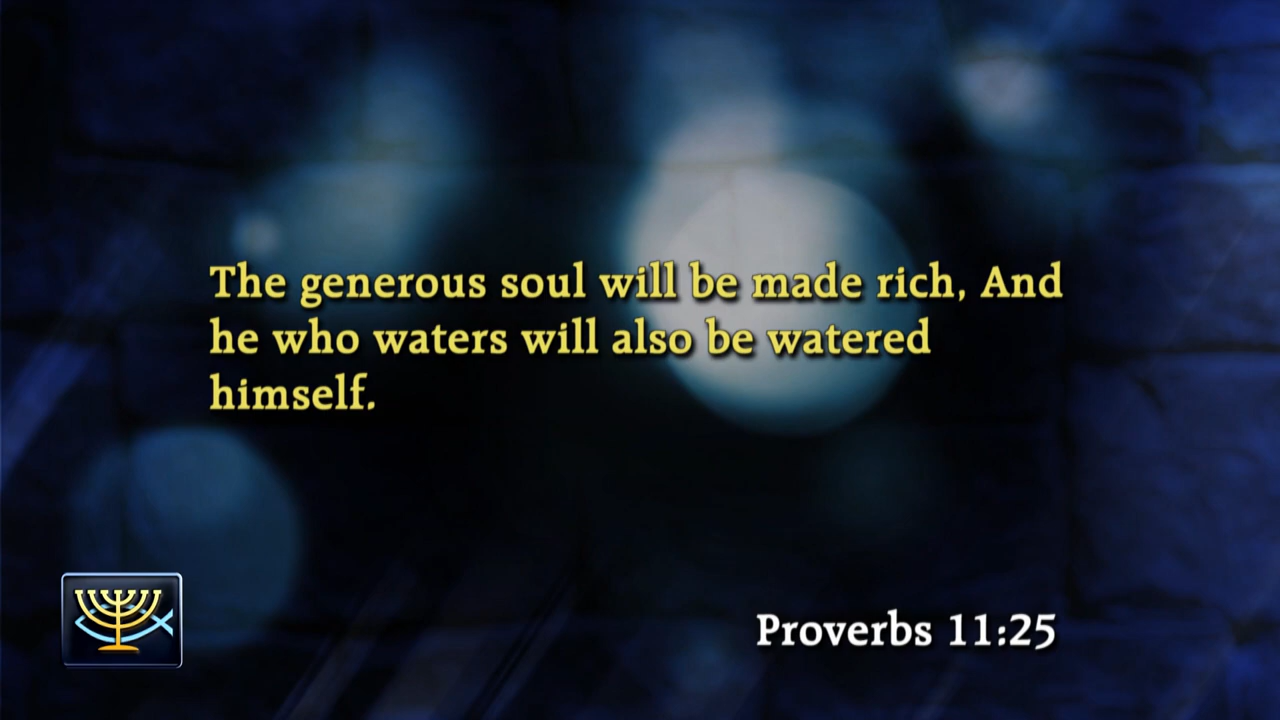 The generous soul will be made rich, And
he who waters will also be watered
himself.
Proverbs 11:25